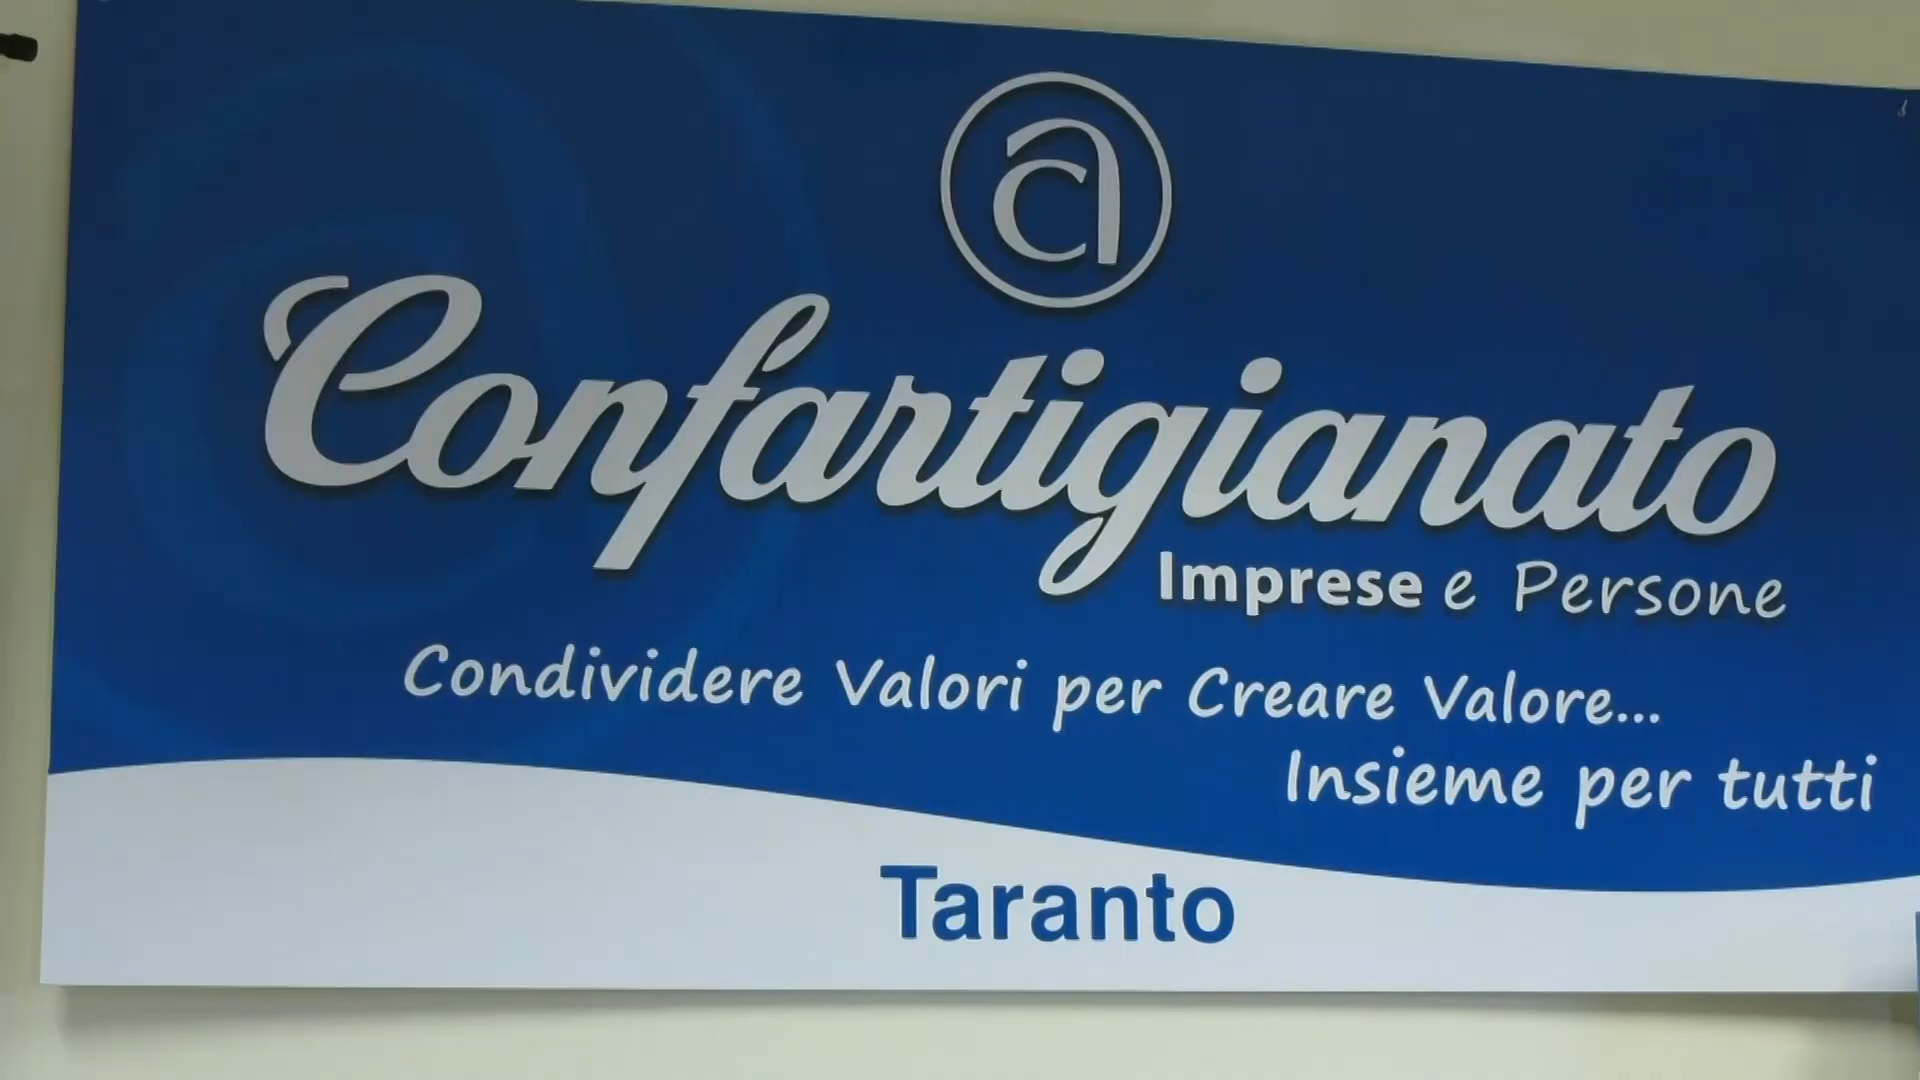 Confartigianato
Imprese e Persone
Condividere Valori per Creare Valore...
Insieme per tutti
Taranto